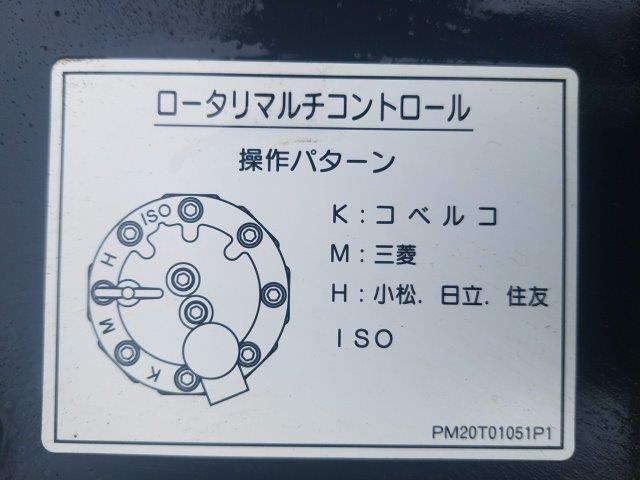 ロータリマルチコントロール
操作パターン
K:コベルコ
M:三菱
H:小松.日立.住友
ISO
ISO
H
M
K
PM20T01051P1